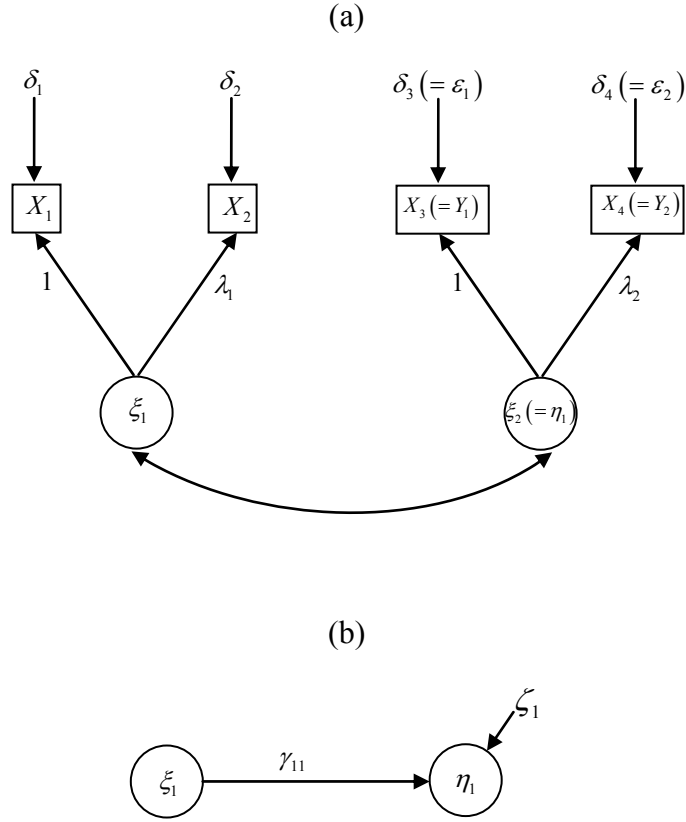 (a)
δ₁ δ₂ δ₃(= ε₁) δ₄(= ε₂)
X₁ X₂ X₃(=Y₁) X₄(=Y₂)
1 λ₁ 1 λ₂
ξ₁ ξ₂(=η₁)
(b)
ζ₁
γ₁₁
ξ₁ η₁